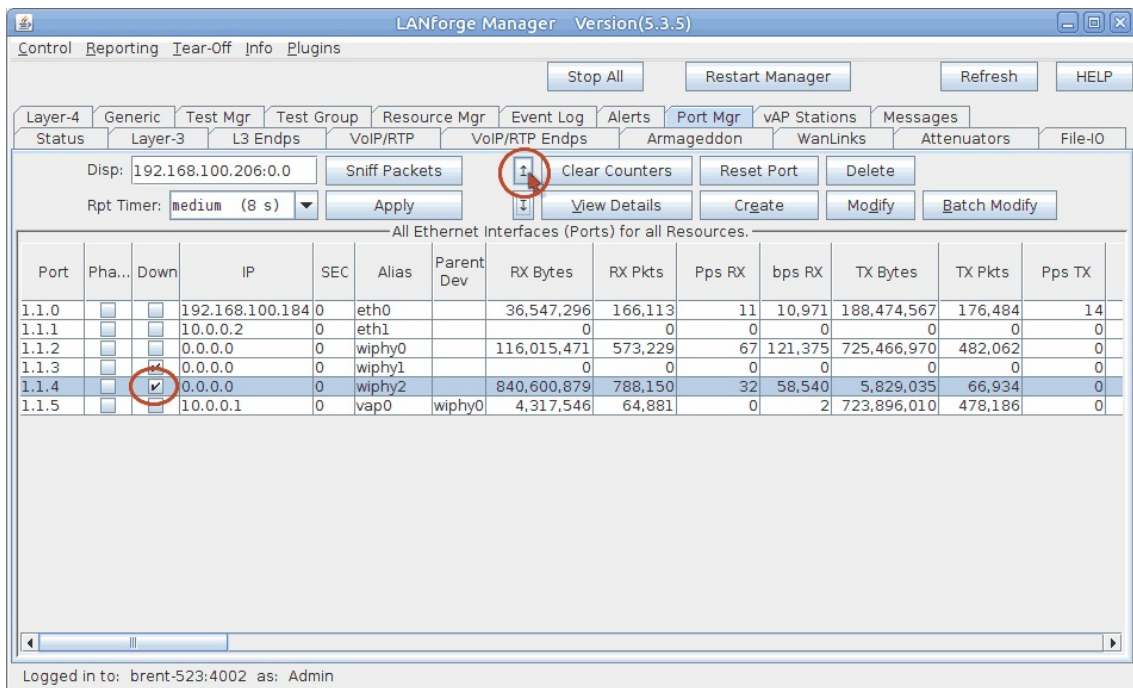 LANforge Manager Version(5.3.5)
Control Reporting Tear-Off Info Plugins
Stop All Restart Manager Refresh HELP
Layer-4 Generic Test Mgr Test Group Resource Mgr Event Log Alerts Port Mgr vAP Stations Messages
Status Layer-3 L3 Endps VoIP/RTP VoIP/RTP Endps Armageddon WanLinks Attenuators File-IO
Disp: 192.168.100.206:0.0 Sniff Packets Clear Counters Reset Port Delete
Rpt Timer: medium (8 s) Apply View Details Create Modify Batch Modify
All Ethernet Interfaces (Ports) for all Resources.
Port Pha... Down IP SEC Alias Parent Dev RX Bytes RX Pkts Pps RX bps RX TX Bytes TX Pkts Pps TX
1.1.0 192.168.100.184 0 eth0 36,547,296 166,113 11 10,971 188,474,567 176,484 14
1.1.1 10.0.0.2 0 eth1 0 0 0 0 0 0 0
1.1.2 0.0.0.0 0 wiphy0 116,015,471 573,229 67 121,375 725,466,970 482,062 0
1.1.3 0.0.0.0 0 wiphy1 0 0 0 0 0 0 0
1.1.4 0.0.0.0 0 wiphy2 840,600,879 788,150 32 58,540 5,829,035 66,934 0
1.1.5 10.0.0.1 0 vap0 wiphy0 4,317,546 64,881 0 2 723,896,010 478,186 0
Logged in to: brent-523:4002 as: Admin